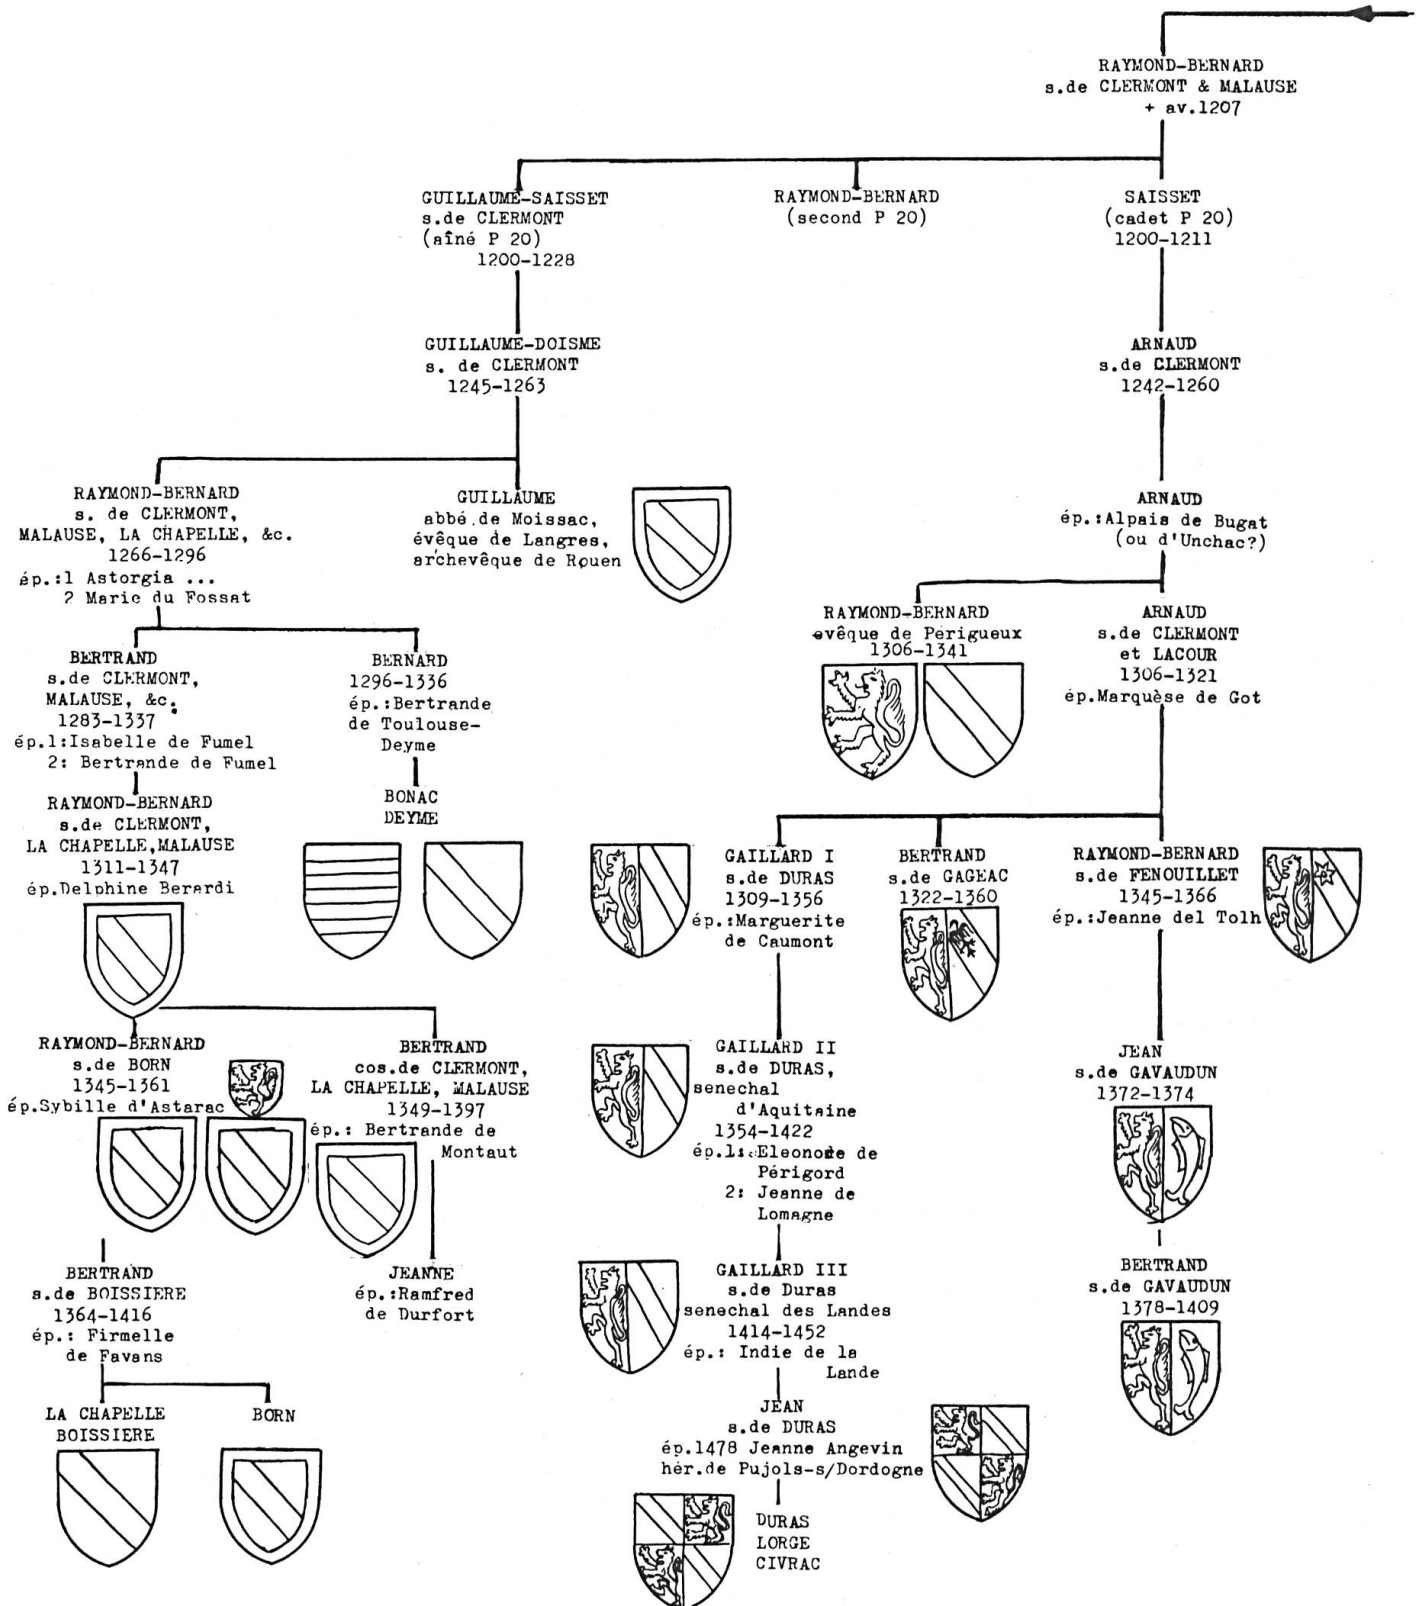 RAYMOND-BERNARD
s.de CLERMONT & MALAUSE
+ av.1207
GUILLAUME-SAISSET
s.de CLERMONT
(aîné P 20)
1200-1228
RAYMOND-BERNARD
(second P 20)
SAISSET
(cadet P 20)
1200-1211
GUILLAUME-DOISME
s. de CLERMONT
1245-1263
ARNAUD
s.de CLERMONT
1242-1260
RAYMOND-BERNARD
s. de CLERMONT,
MALAUSE, LA CHAPELLE, &c.
1266-1296
ép.:1 Astorgia ...
2 Marie du Fossat
GUILLAUME
abbé de Moissac,
évêque de Langres,
archevêque de Rouen
ARNAUD
ép.:Alpais de Bugat
(ou d'Unchac?)
RAYMOND-BERNARD
evêque de Périgueux
1306-1341
ARNAUD
s.de CLERMONT
et LACOUR
1306-1321
ép.Marquèse de Got
BERTRAND
s.de CLERMONT,
MALAUSE, &c.
1283-1337
ép.1:Isabelle de Fumel
2: Bertrande de Fumel
BERNARD
1296-1336
ép.:Bertrande
de Toulouse-
Deyme
RAYMOND-BERNARD
s.de CLERMONT,
LA CHAPELLE,MALAUSE
1311-1347
ép.Delphine Berardi
BONAC
DEYME
GAILLARD I
s.de DURAS
1309-1356
ép.:Marguerite
de Caumont
BERTRAND
s.de GAGEAC
1322-1360
RAYMOND-BERNARD
s.de FENOUILLET
1345-1366
ép.:Jeanne del Tolh
RAYMOND-BERNARD
s.de BORN
1345-1361
ép.Sybille d'Astarac
BERTRAND
cos.de CLERMONT,
LA CHAPELLE, MALAUSE
1349-1397
ép.: Bertrande de
Montaut
GAILLARD II
s.de DURAS,
senechal
d'Aquitaine
1354-1422
ép.1: Eleonore de
Périgord
2: Jeanne de
Lomagne
JEAN
s.de GAVAUDUN
1372-1374
BERTRAND
s.de BOISSIERE
1364-1416
ép.: Firmelle
de Favans
JEANNE
ép.:Ramfred
de Durfort
GAILLARD III
s.de Duras
senechal des Landes
1414-1452
ép.: Indie de la
Lande
BERTRAND
s.de GAVAUDUN
1378-1409
LA CHAPELLE
BOISSIERE
BORN
JEAN
s.de DURAS
ép.1478 Jeanne Angevin
hér.de Pujols-s/Dordogne
DURAS
LORGE
CIVRAC